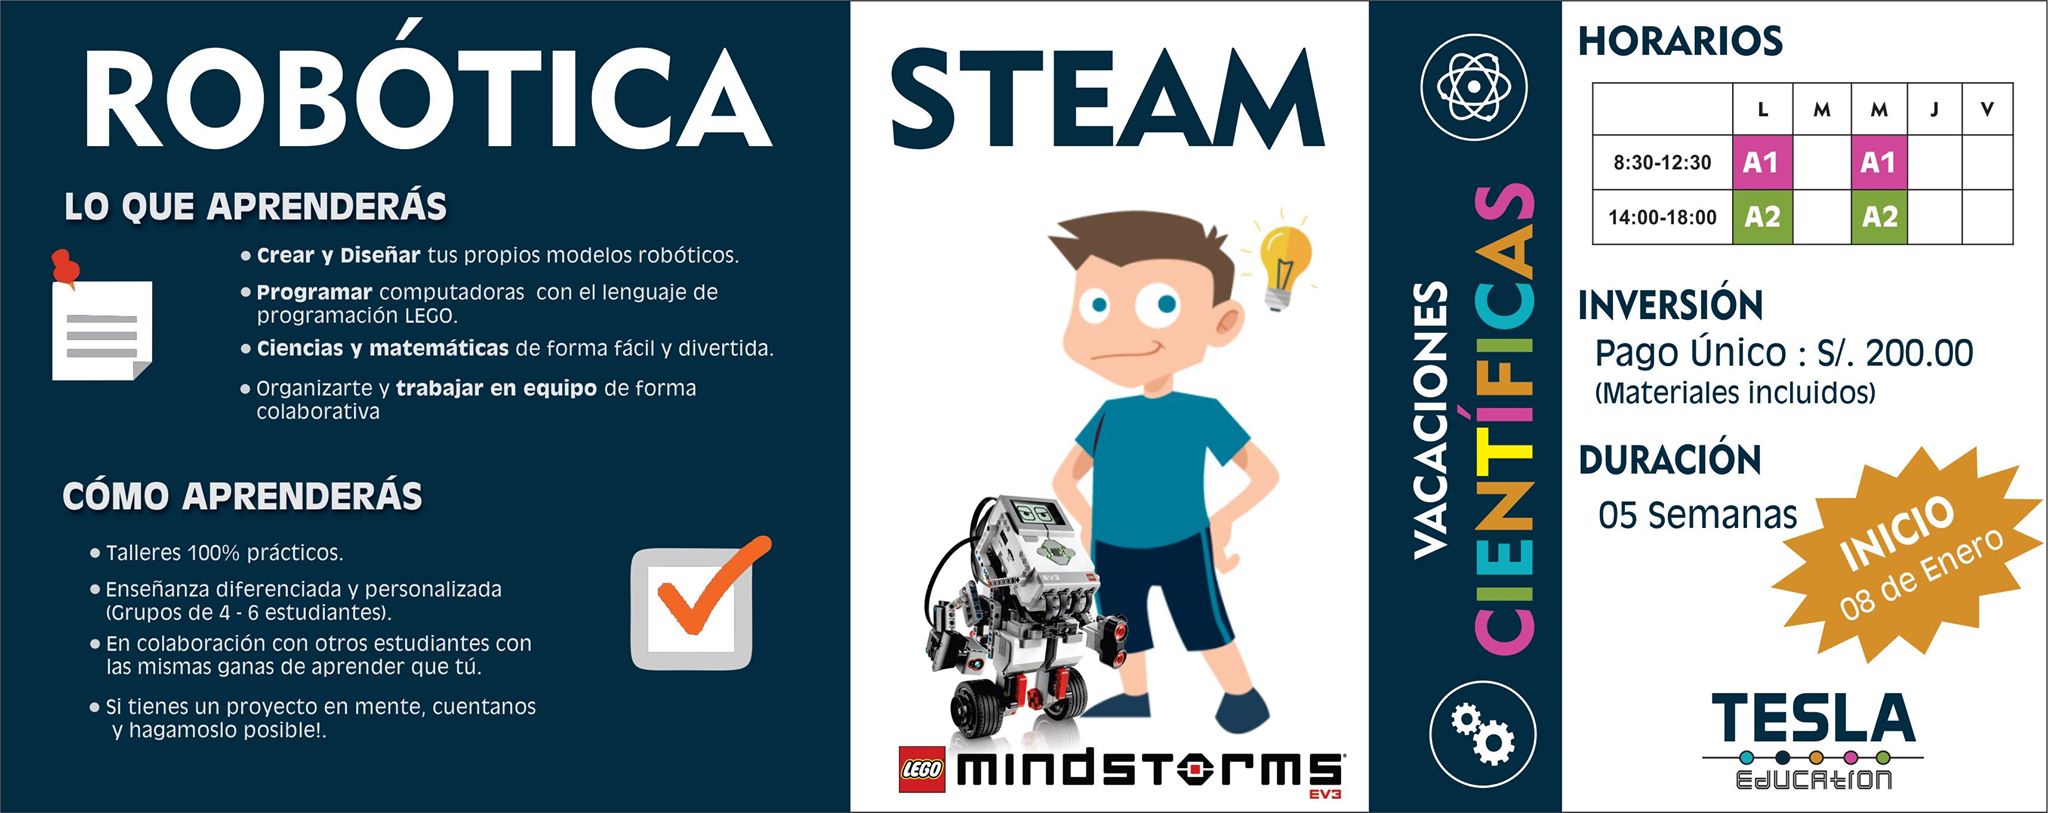 ROBÓTICA
LO QUE APRENDERÁS
• Crear y Diseñar tus propios modelos robóticos.
• Programar computadoras con el lenguaje de
programación LEGO.
• Ciencias y matemáticas de forma fácil y divertida.
• Organizarte y trabajar en equipo de forma
colaborativa
CÓMO APRENDERÁS
• Talleres 100% prácticos.
• Enseñanza diferenciada y personalizada
(Grupos de 4 - 6 estudiantes).
• En colaboración con otros estudiantes con
las mismas ganas de aprender que tú.
• Si tienes un proyecto en mente, cuentanos
y hagamoslo posible!.
STEAM
EV3
LEGO mindstorms
EV3
VACACIONES
CIENTÍFICAS
HORARIOS
L M M J V
8:30-12:30 A1 A1
14:00-18:00 A2 A2
INVERSIÓN
Pago Único : S/. 200.00
(Materiales incluidos)
DURACIÓN
05 Semanas
INICIO
08 de Enero
TESLA
EDUCATION